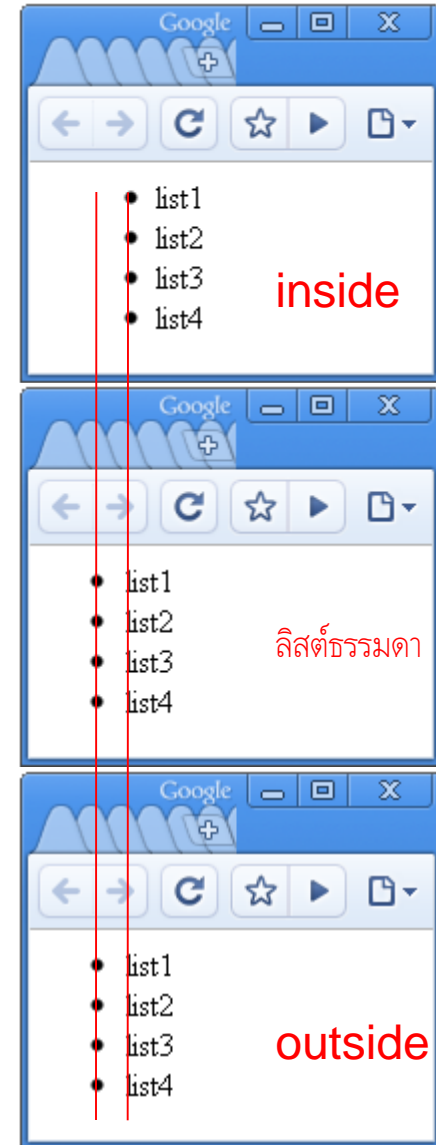 Google
list1
list2
list3
list4
inside
Google
list1
list2
list3
list4
ลิสต์ธรรมดา
Google
list1
list2
list3
list4
outside